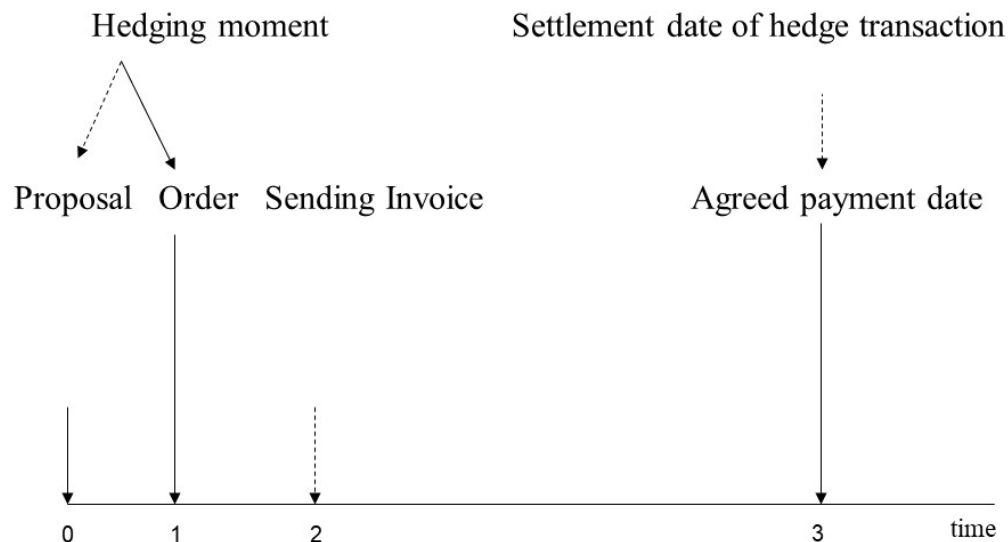 Hedging moment Settlement date of hedge transaction
Proposal Order Sending Invoice Agreed payment date
0 1 2 3 time